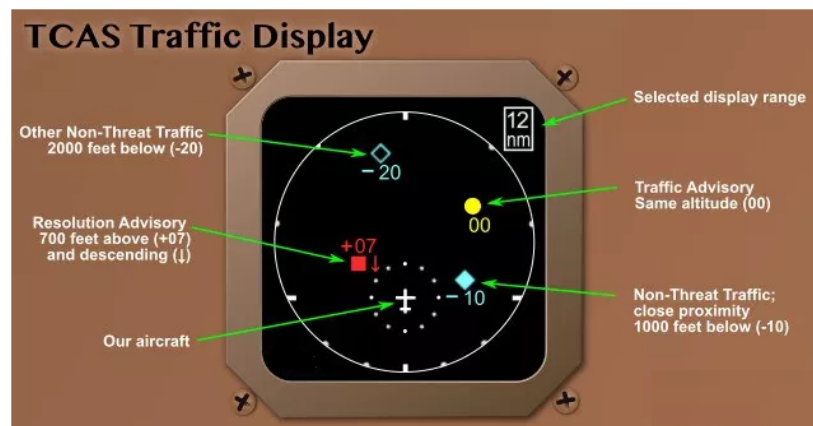 TCAS Traffic Display
Selected display range
12
nm
Other Non-Threat Traffic
2000 feet below (-20)
−20
Traffic Advisory
Same altitude (00)
00
Resolution Advisory
700 feet above (+07)
and descending (↓)
+07
↓
−10
Non-Threat Traffic;
close proximity
1000 feet below (-10)
Our aircraft